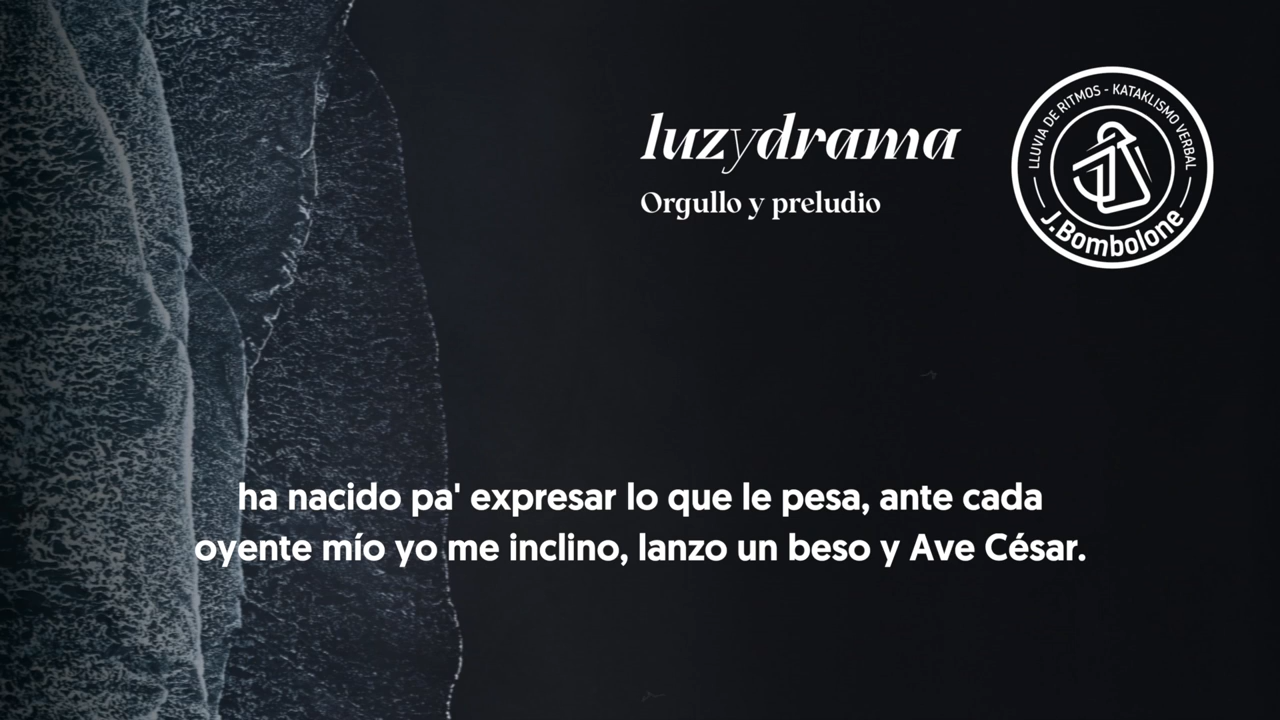 luzydrama
Orgullo y preludio
LLUVIA DE RITMOS - KATAKLISMO VERBAL
J.Bombolone
ha nacido pa' expresar lo que le pesa, ante cada
oyente mío yo me inclino, lanzo un beso y Ave César.